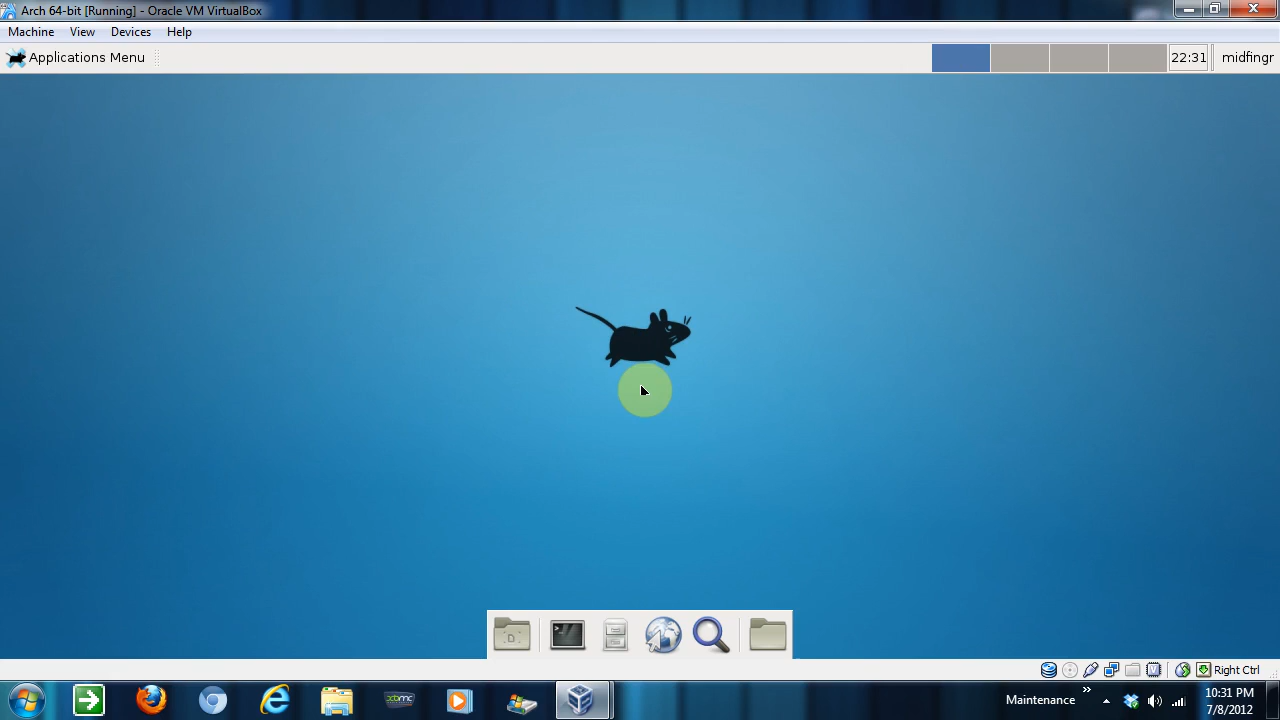 Arch 64-bit [Running] - Oracle VM VirtualBox
Machine View Devices Help
Applications Menu 22:31 midfingr
D
>_
Right Ctrl
xbmc
Maintenance » 10:31 PM
7/8/2012